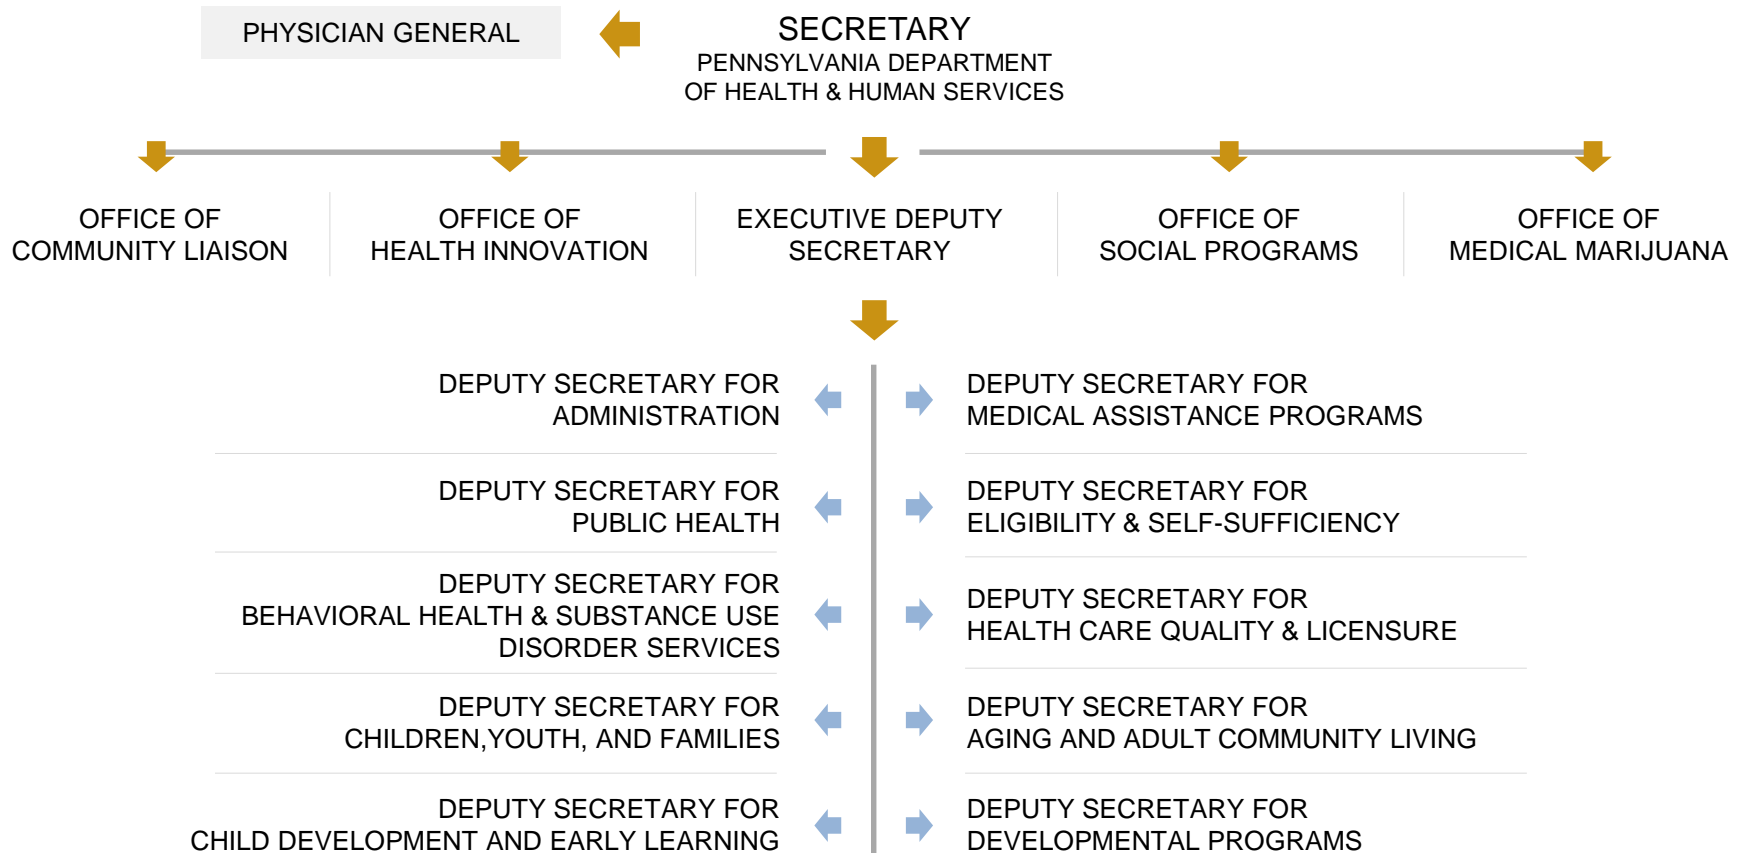 PHYSICIAN GENERAL
SECRETARY
PENNSYLVANIA DEPARTMENT
OF HEALTH & HUMAN SERVICES
OFFICE OF
COMMUNITY LIAISON
OFFICE OF
HEALTH INNOVATION
EXECUTIVE DEPUTY
SECRETARY
OFFICE OF
SOCIAL PROGRAMS
OFFICE OF
MEDICAL MARIJUANA
DEPUTY SECRETARY FOR
ADMINISTRATION
DEPUTY SECRETARY FOR
MEDICAL ASSISTANCE PROGRAMS
DEPUTY SECRETARY FOR
PUBLIC HEALTH
DEPUTY SECRETARY FOR
ELIGIBILITY & SELF-SUFFICIENCY
DEPUTY SECRETARY FOR
BEHAVIORAL HEALTH & SUBSTANCE USE
DISORDER SERVICES
DEPUTY SECRETARY FOR
HEALTH CARE QUALITY & LICENSURE
DEPUTY SECRETARY FOR
CHILDREN,YOUTH, AND FAMILIES
DEPUTY SECRETARY FOR
AGING AND ADULT COMMUNITY LIVING
DEPUTY SECRETARY FOR
CHILD DEVELOPMENT AND EARLY LEARNING
DEPUTY SECRETARY FOR
DEVELOPMENTAL PROGRAMS